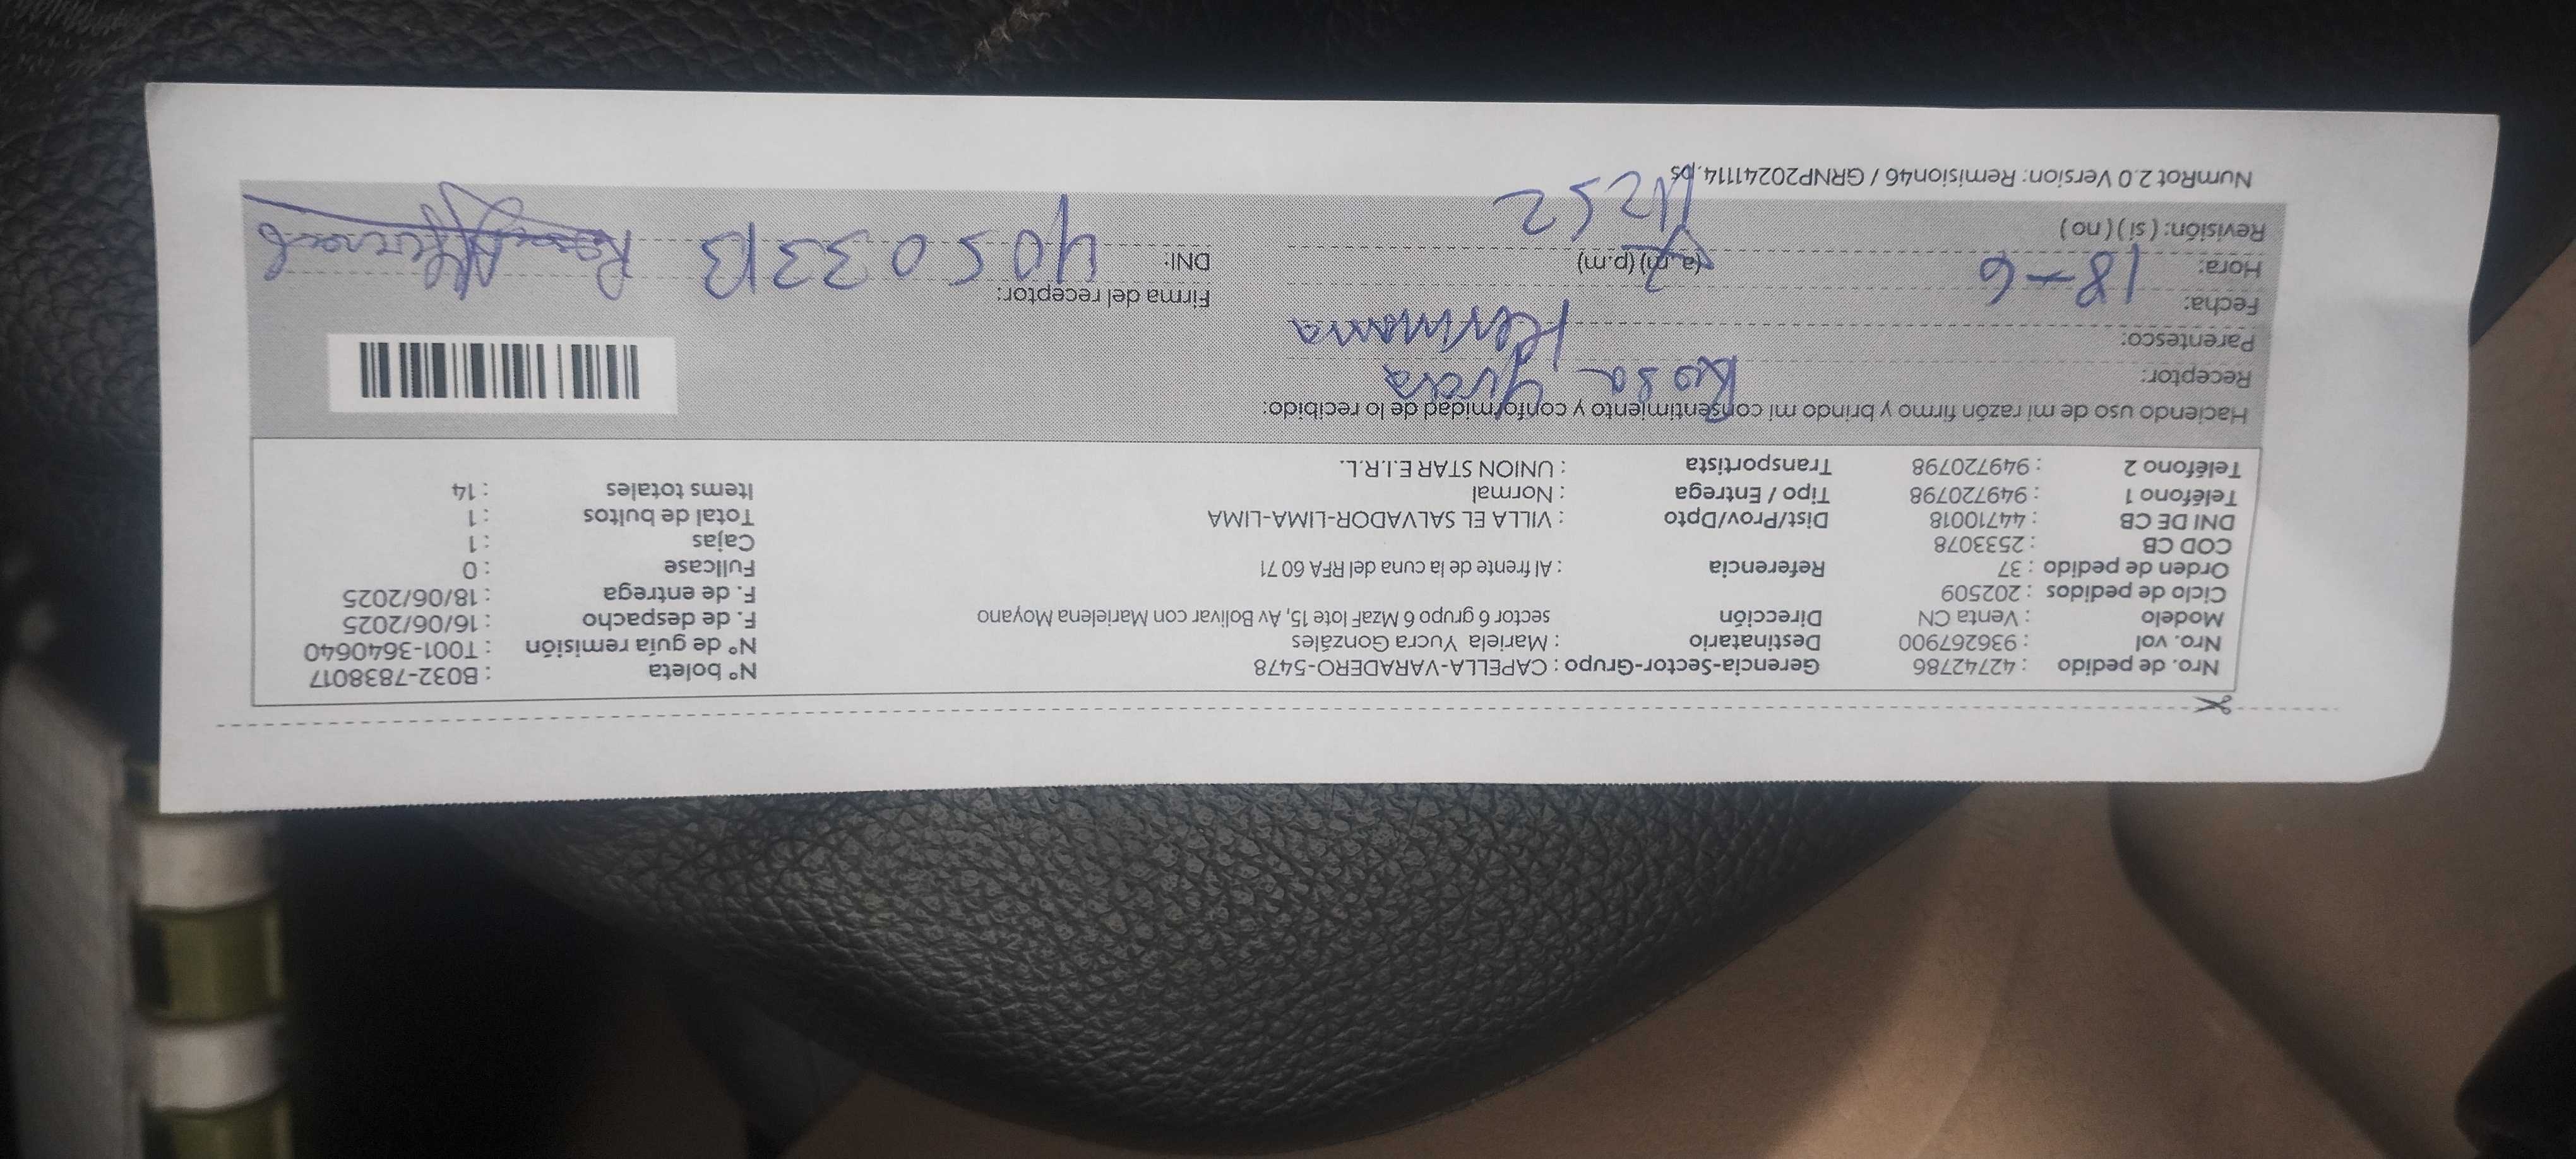 Nro. de pedido : 42742786 Gerencia-Sector-Grupo : CAPELLA-VARADERO-5478 N° boleta : B032-7838017
Nro. vol : 936267900 Destinatario : Mariela Yucra Gonzáles N° de guía remisión : T001-3640640
Modelo : Venta CN Dirección sector 6 grupo 6 MzaF lote 15, Av Bolivar con Marielena Moyano F. de despacho : 16/06/2025
Ciclo de pedidos : 202509 F. de entrega : 18/06/2025
Orden de pedido : 37 Referencia : Al frente de la cuna del RFA 60 71 Fullcase : 0
COD CB : 2533078 Cajas : 1
DNI DE CB : 44710018 Dist/Prov/Dpto : VILLA EL SALVADOR-LIMA-LIMA Total de bultos : 1
Teléfono 1 : 949720798 Tipo / Entrega : Normal Items totales : 14
Teléfono 2 : 949720798 Transportista : UNION STAR E.I.R.L.
Haciendo uso de mi razón firmo y brindo mi consentimiento y conformidad de lo recibido:
Receptor: Rosa Yucra
Parentesco: Hermana
Fecha: 18-6 Firma del receptor:
Hora: (a.m) (p.m) DNI: 40503313
Revisión: ( si ) ( no )
NumRot 2.0 Version: Remision46 / GRNP20241114.ps